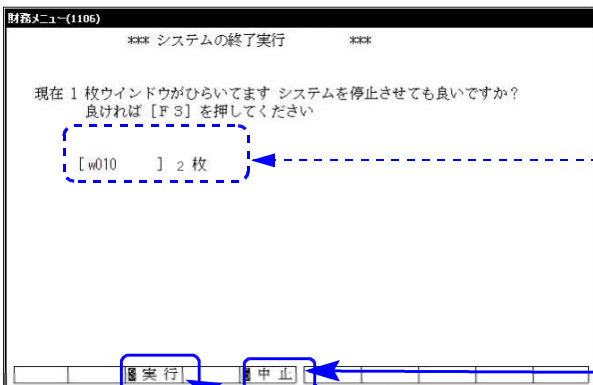 財務メニュー(1106)
*** システムの終了実行 ***
現在 1 枚ウインドウがひらいてます システムを停止させても良いですか?
良ければ [F3] を押してください
[w010 ] 2 枚
実 行 中 止